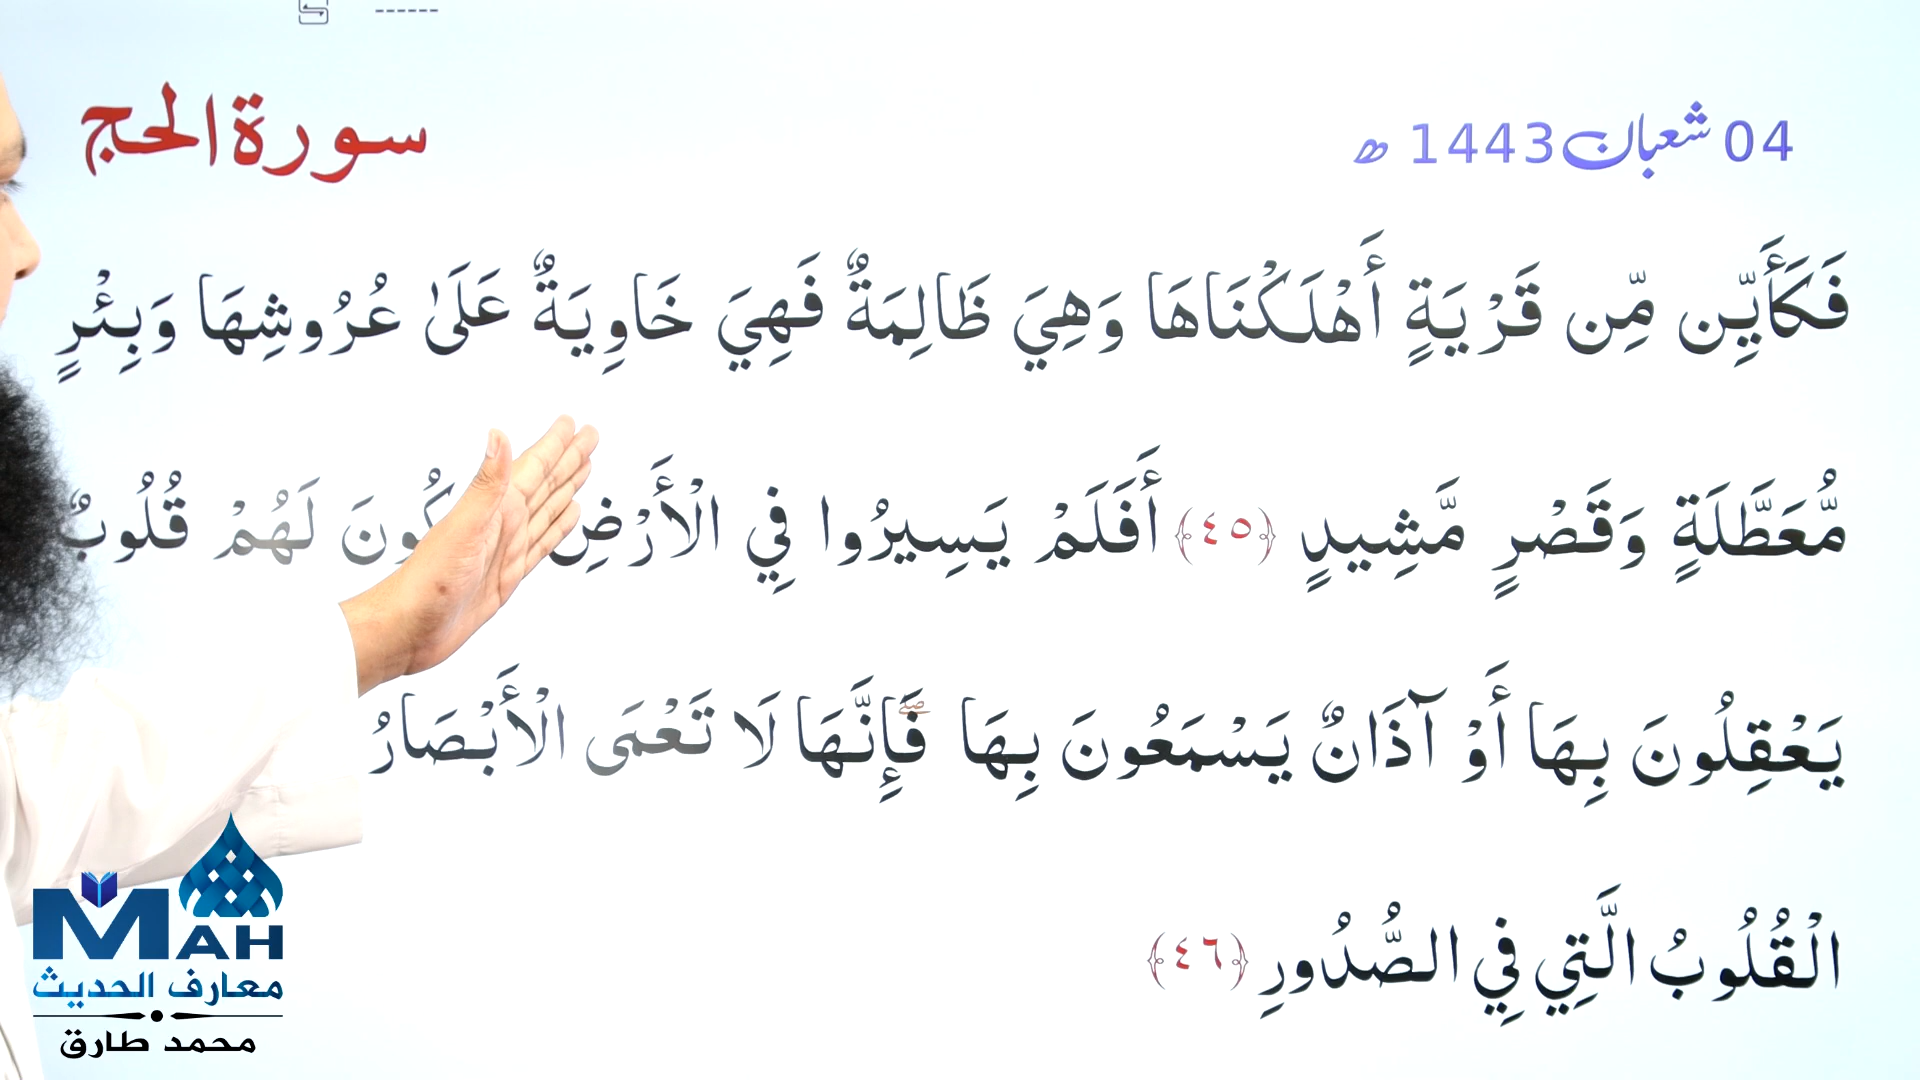 سورة الحج
04 شعبان 1443 ھ
فَكَأَيِّن مِّن قَرْيَةٍ أَهْلَكْنَاهَا وَهِيَ ظَالِمَةٌ فَهِيَ خَاوِيَةٌ عَلَىٰ عُرُوشِهَا وَبِئْرٍ
مُّعَطَّلَةٍ وَقَصْرٍ مَّشِيدٍ ﴿٤٥﴾ أَفَلَمْ يَسِيرُوا فِي الْأَرْضِ لَهُمْ قُلُوبٌ
يَعْقِلُونَ بِهَا أَوْ آذَانٌ يَسْمَعُونَ بِهَا ۖ فَإِنَّهَا لَا تَعْمَى الْأَبْصَارُ
الْقُلُوبُ الَّتِي فِي الصُّدُورِ ﴿٤٦﴾
MAH
معارف الحديث
محمد طارق